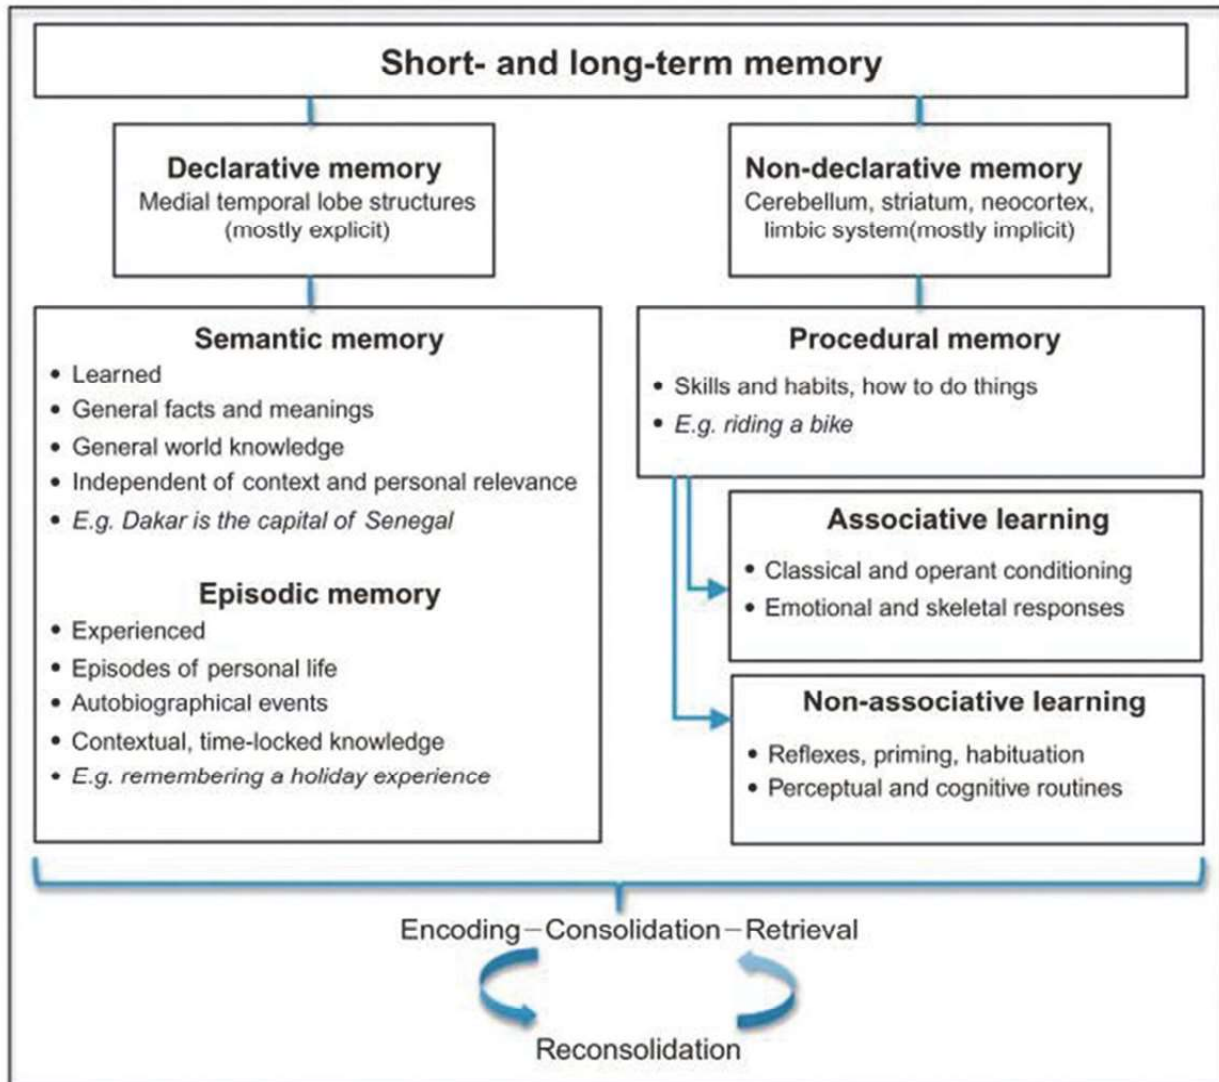 Short- and long-term memory
Declarative memory
Medial temporal lobe structures
(mostly explicit)
Non-declarative memory
Cerebellum, striatum, neocortex,
limbic system(mostly implicit)
Semantic memory
• Learned
• General facts and meanings
• General world knowledge
• Independent of context and personal relevance
• E.g. Dakar is the capital of Senegal
Episodic memory
• Experienced
• Episodes of personal life
• Autobiographical events
• Contextual, time-locked knowledge
• E.g. remembering a holiday experience
Procedural memory
• Skills and habits, how to do things
• E.g. riding a bike
Associative learning
• Classical and operant conditioning
• Emotional and skeletal responses
Non-associative learning
• Reflexes, priming, habituation
• Perceptual and cognitive routines
Encoding–Consolidation–Retrieval
Reconsolidation